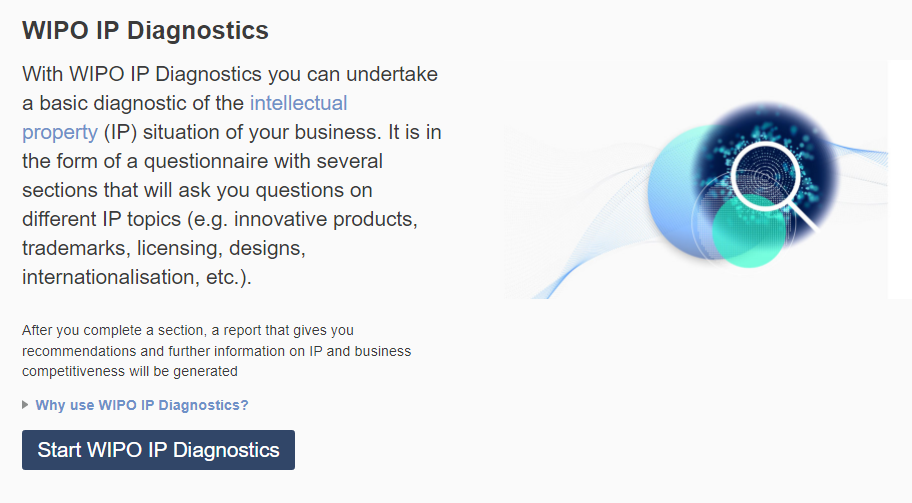 WIPO IP Diagnostics
With WIPO IP Diagnostics you can undertake
a basic diagnostic of the intellectual
property (IP) situation of your business. It is in
the form of a questionnaire with several
sections that will ask you questions on
different IP topics (e.g. innovative products,
trademarks, licensing, designs,
internationalisation, etc.).
After you complete a section, a report that gives you
recommendations and further information on IP and business
competitiveness will be generated
Why use WIPO IP Diagnostics?
Start WIPO IP Diagnostics